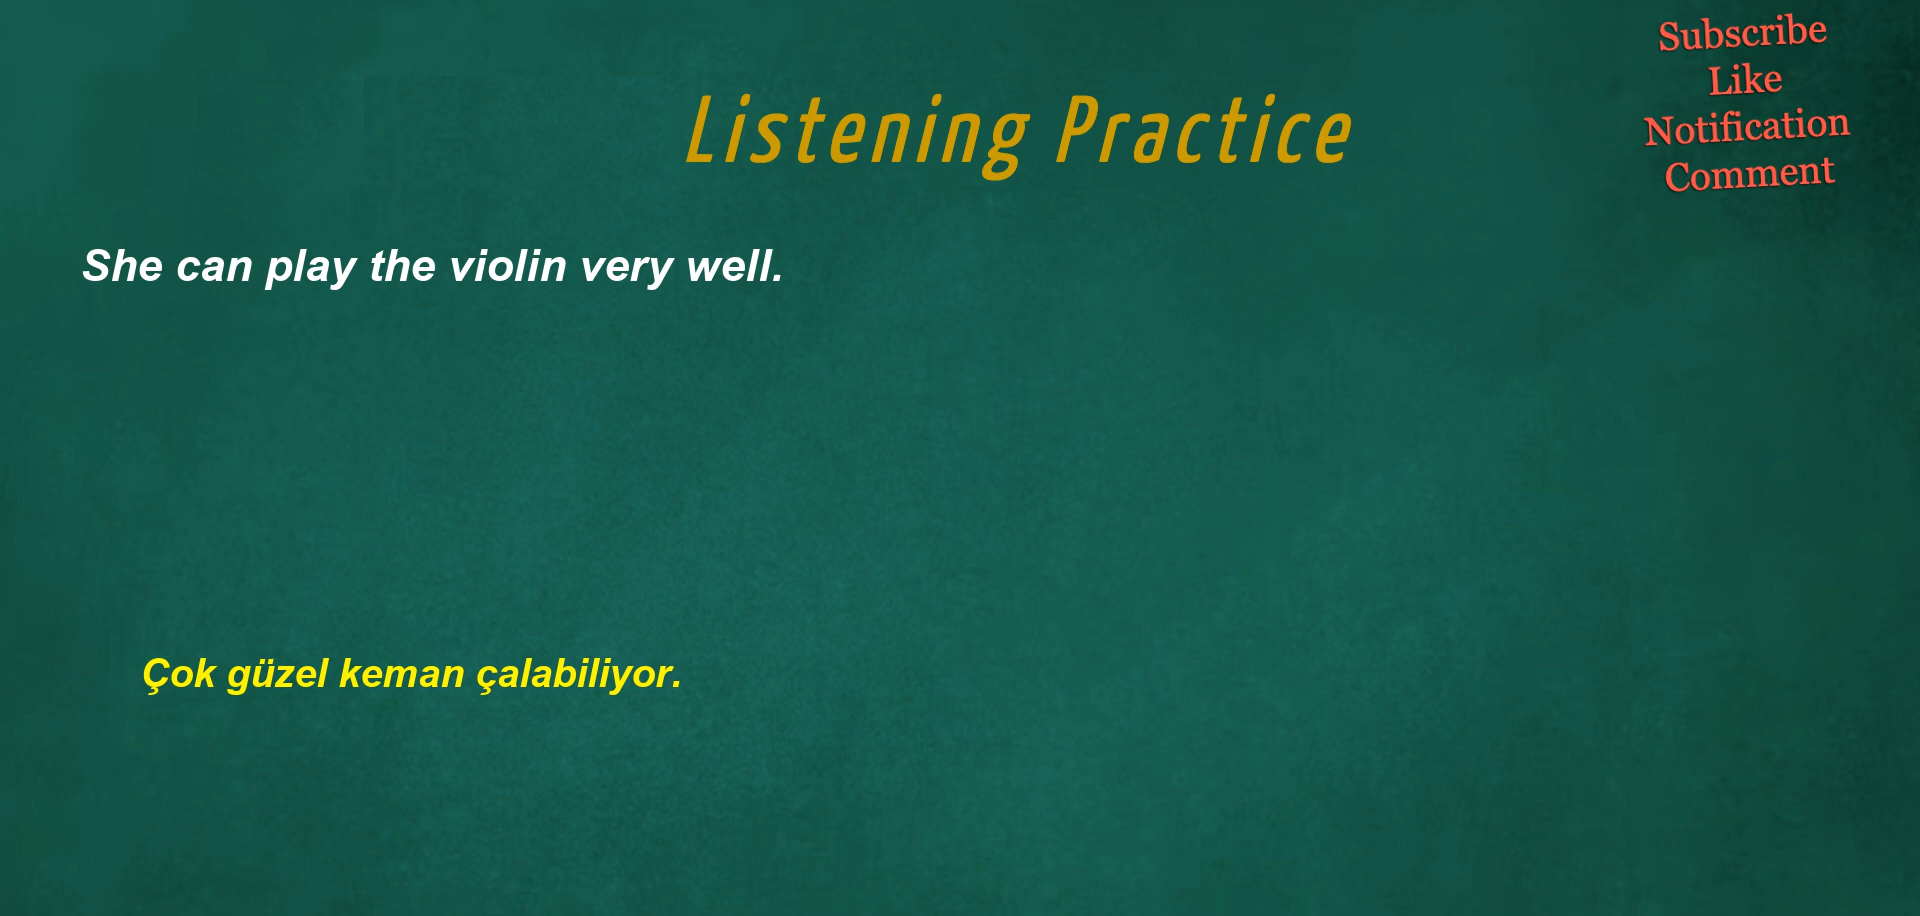 Listening Practice
Subscribe
Like
Notification
Comment
She can play the violin very well.
Çok güzel keman çalabiliyor.